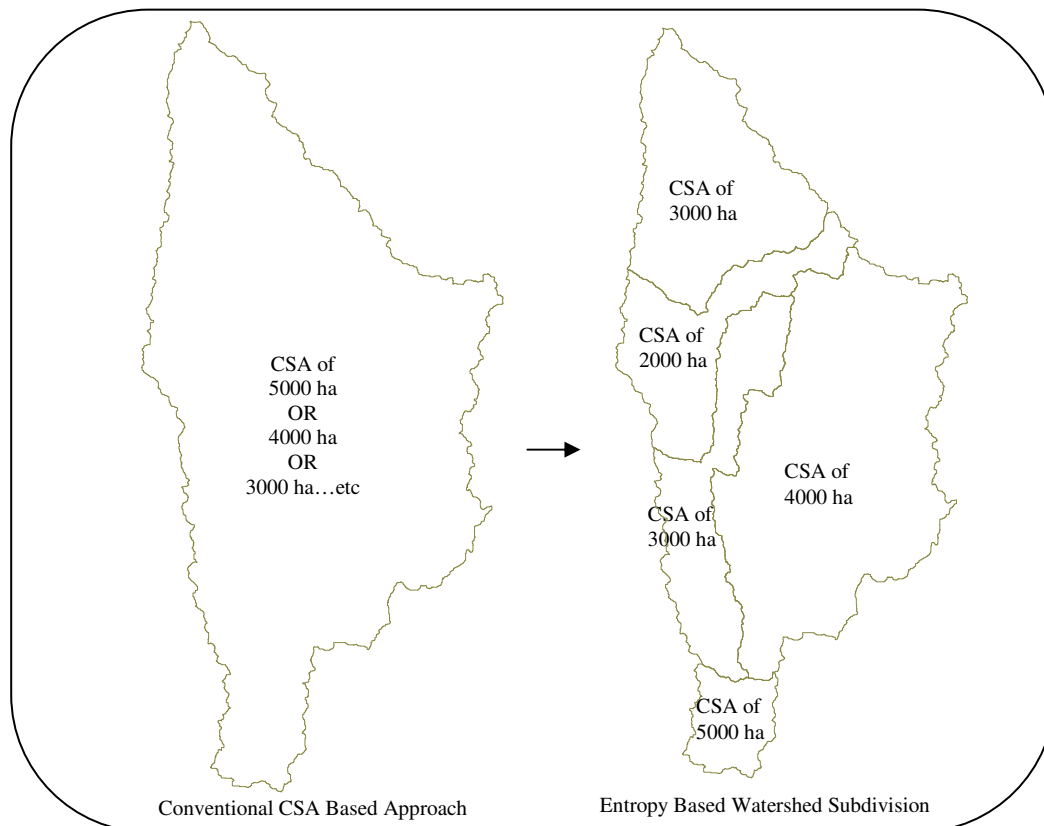 CSA of
5000 ha
OR
4000 ha
OR
3000 ha…etc
Conventional CSA Based Approach
CSA of
3000 ha
CSA of
2000 ha
CSA of
4000 ha
CSA of
3000 ha
CSA of
5000 ha
Entropy Based Watershed Subdivision